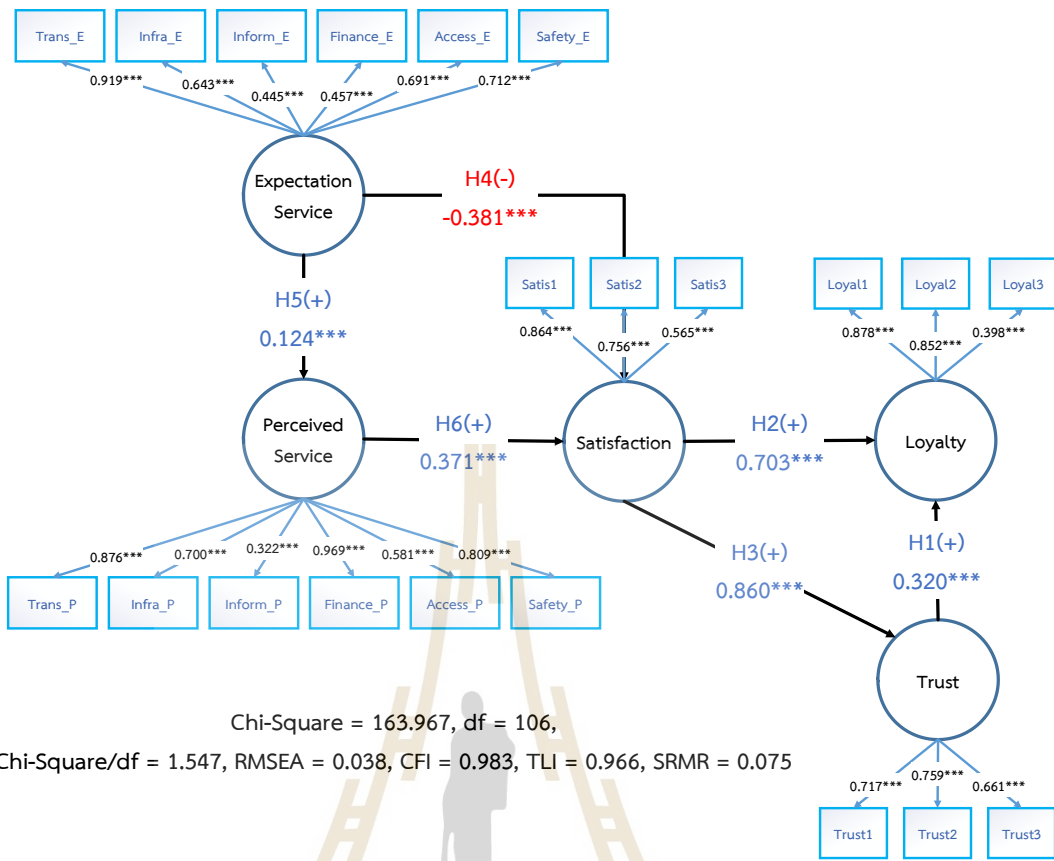 Trans_E
Infra_E
Inform_E
Finance_E
Access_E
Safety_E
0.919***
0.643***
0.445***
0.457***
0.691***
0.712***
Expectation
Service
H4(-)
-0.381***
H5(+)
0.124***
Satis1
Satis2
Satis3
0.864***
0.756***
0.565***
Loyal1
Loyal2
Loyal3
0.878***
0.852***
0.398***
Perceived
Service
H6(+)
0.371***
Satisfaction
H2(+)
0.703***
Loyalty
0.876***
0.700***
0.322***
0.969***
0.581***
0.809***
Trans_P
Infra_P
Inform_P
Finance_P
Access_P
Safety_P
H3(+)
0.860***
H1(+)
0.320***
Trust
0.717***
0.759***
0.661***
Trust1
Trust2
Trust3
Chi-Square = 163.967, df = 106,
Chi-Square/df = 1.547, RMSEA = 0.038, CFI = 0.983, TLI = 0.966, SRMR = 0.075